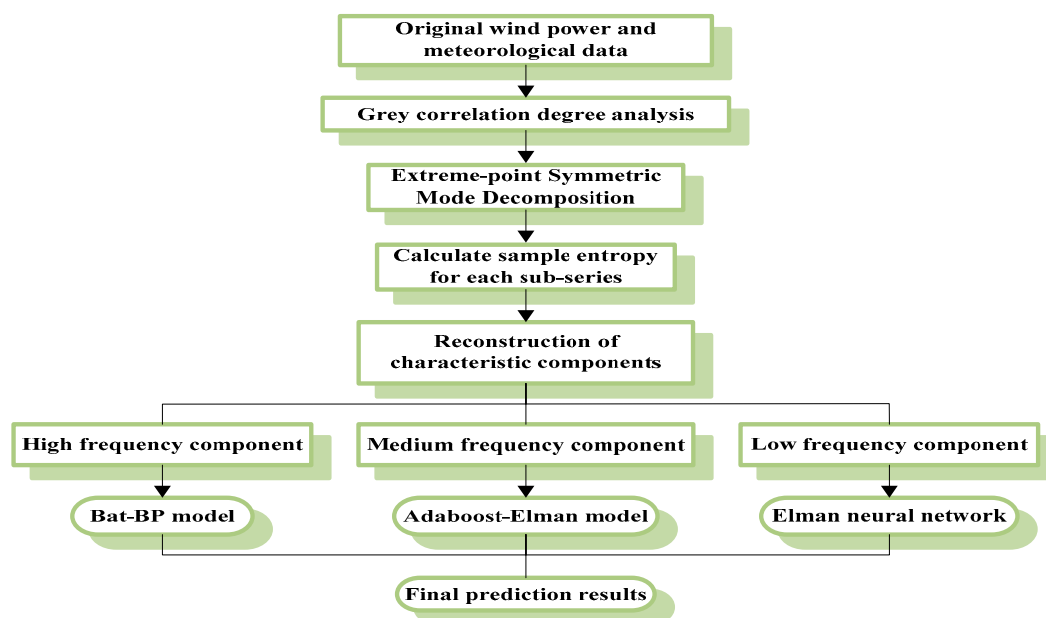 Original wind power and
meteorological data
Grey correlation degree analysis
Extreme-point Symmetric
Mode Decomposition
Calculate sample entropy
for each sub-series
Reconstruction of
characteristic components
High frequency component
Medium frequency component
Low frequency component
Bat-BP model
Adaboost-Elman model
Elman neural network
Final prediction results